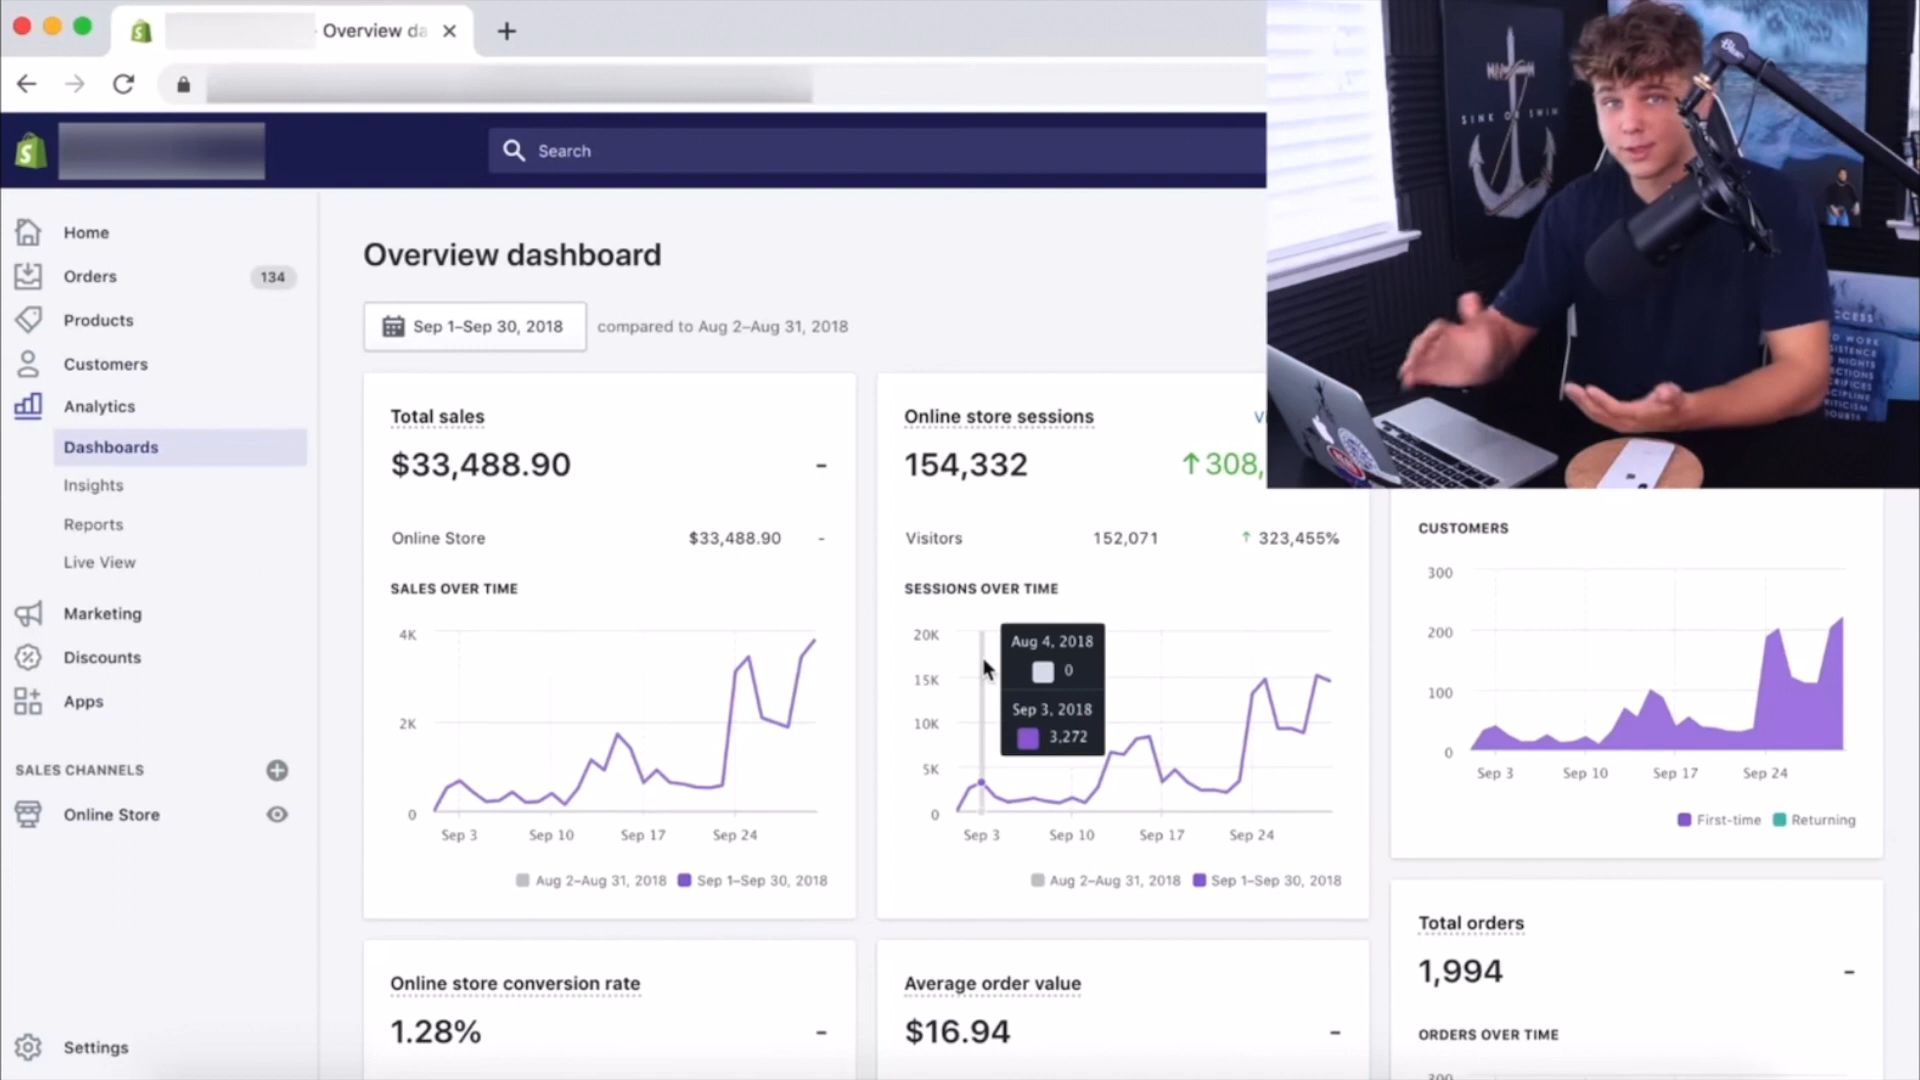 Overview da
Search
Home
Orders
134
Products
Customers
Analytics
Dashboards
Insights
Reports
Live View
Marketing
Discounts
Apps
SALES CHANNELS
Online Store
Settings
Overview dashboard
Sep 1–Sep 30, 2018
compared to Aug 2–Aug 31, 2018
Total sales
$33,488.90
-
Online Store
$33,488.90
-
SALES OVER TIME
4K
2K
0
Sep 3
Sep 10
Sep 17
Sep 24
Aug 2–Aug 31, 2018
Sep 1–Sep 30, 2018
Online store sessions
154,332
↑308,
Visitors
152,071
↑ 323,455%
SESSIONS OVER TIME
20K
15K
10K
5K
0
Aug 4, 2018
0
Sep 3, 2018
3,272
Sep 3
Sep 10
Sep 17
Sep 24
Aug 2–Aug 31, 2018
Sep 1–Sep 30, 2018
SINK OR SWIM
Blue
CUSTOMERS
300
200
100
0
Sep 3
Sep 10
Sep 17
Sep 24
First-time
Returning
Online store conversion rate
1.28%
-
Average order value
$16.94
-
Total orders
1,994
-
ORDERS OVER TIME